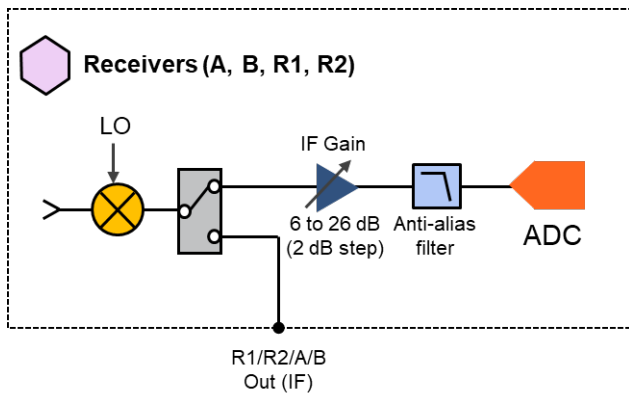 Receivers (A, B, R1, R2)
LO
IF Gain
6 to 26 dB
(2 dB step)
Anti-alias
filter
ADC
R1/R2/A/B
Out (IF)